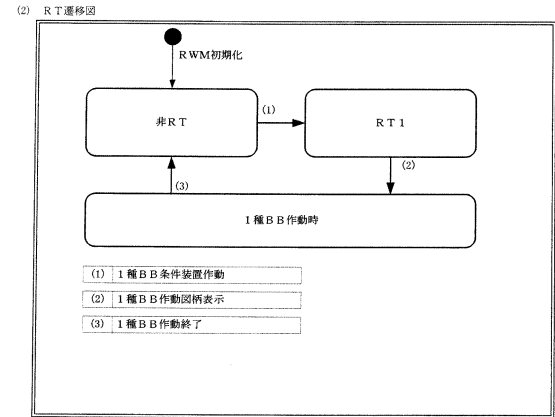 (2) RT遷移図
RWM初期化
非RT
(1)
RT1
(2)
(3)
1種BB作動時
(1) 1種BB条件装置作動
(2) 1種BB作動図柄表示
(3) 1種BB作動終了